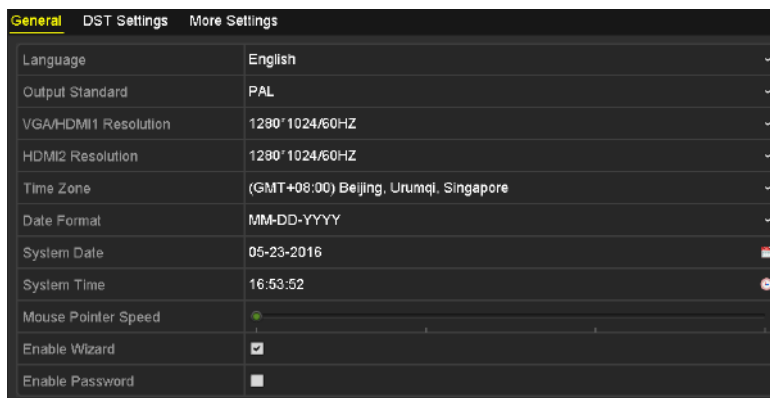 General DST Settings More Settings
Language English
Output Standard PAL
VGA/HDMI1 Resolution 1280*1024/60HZ
HDMI2 Resolution 1280*1024/60HZ
Time Zone (GMT+08:00) Beijing, Urumqi, Singapore
Date Format MM-DD-YYYY
System Date 05-23-2016
System Time 16:53:52
Mouse Pointer Speed
Enable Wizard
Enable Password